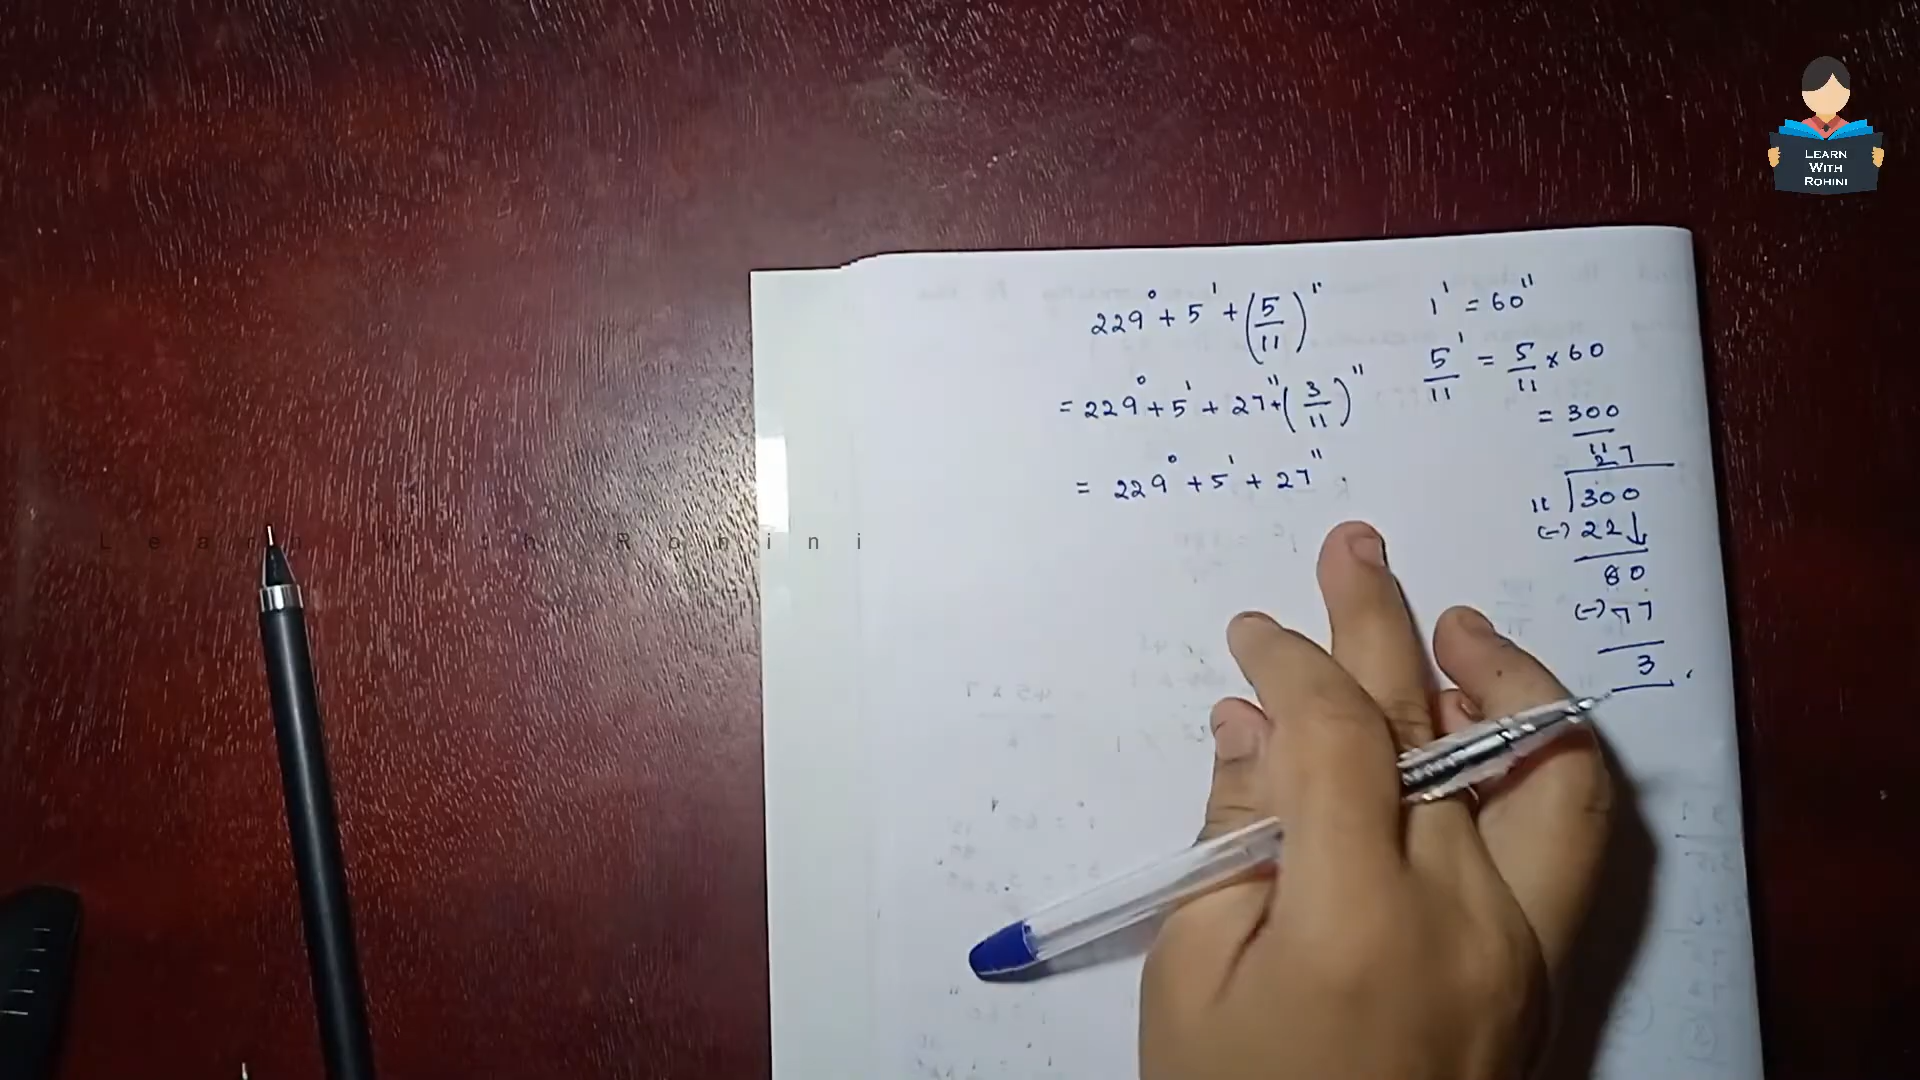 LEARN
WITH
ROHINI
229° + 5' + (5/11)''
= 229° + 5' + 27'' + (3/11)''
= 229° + 5' + 27''.
1' = 60''
5'/11 = 5/11 × 60
= 300/11
27
11 300
(-) 22↓
80
(-) 77
3
Learn With Rohini